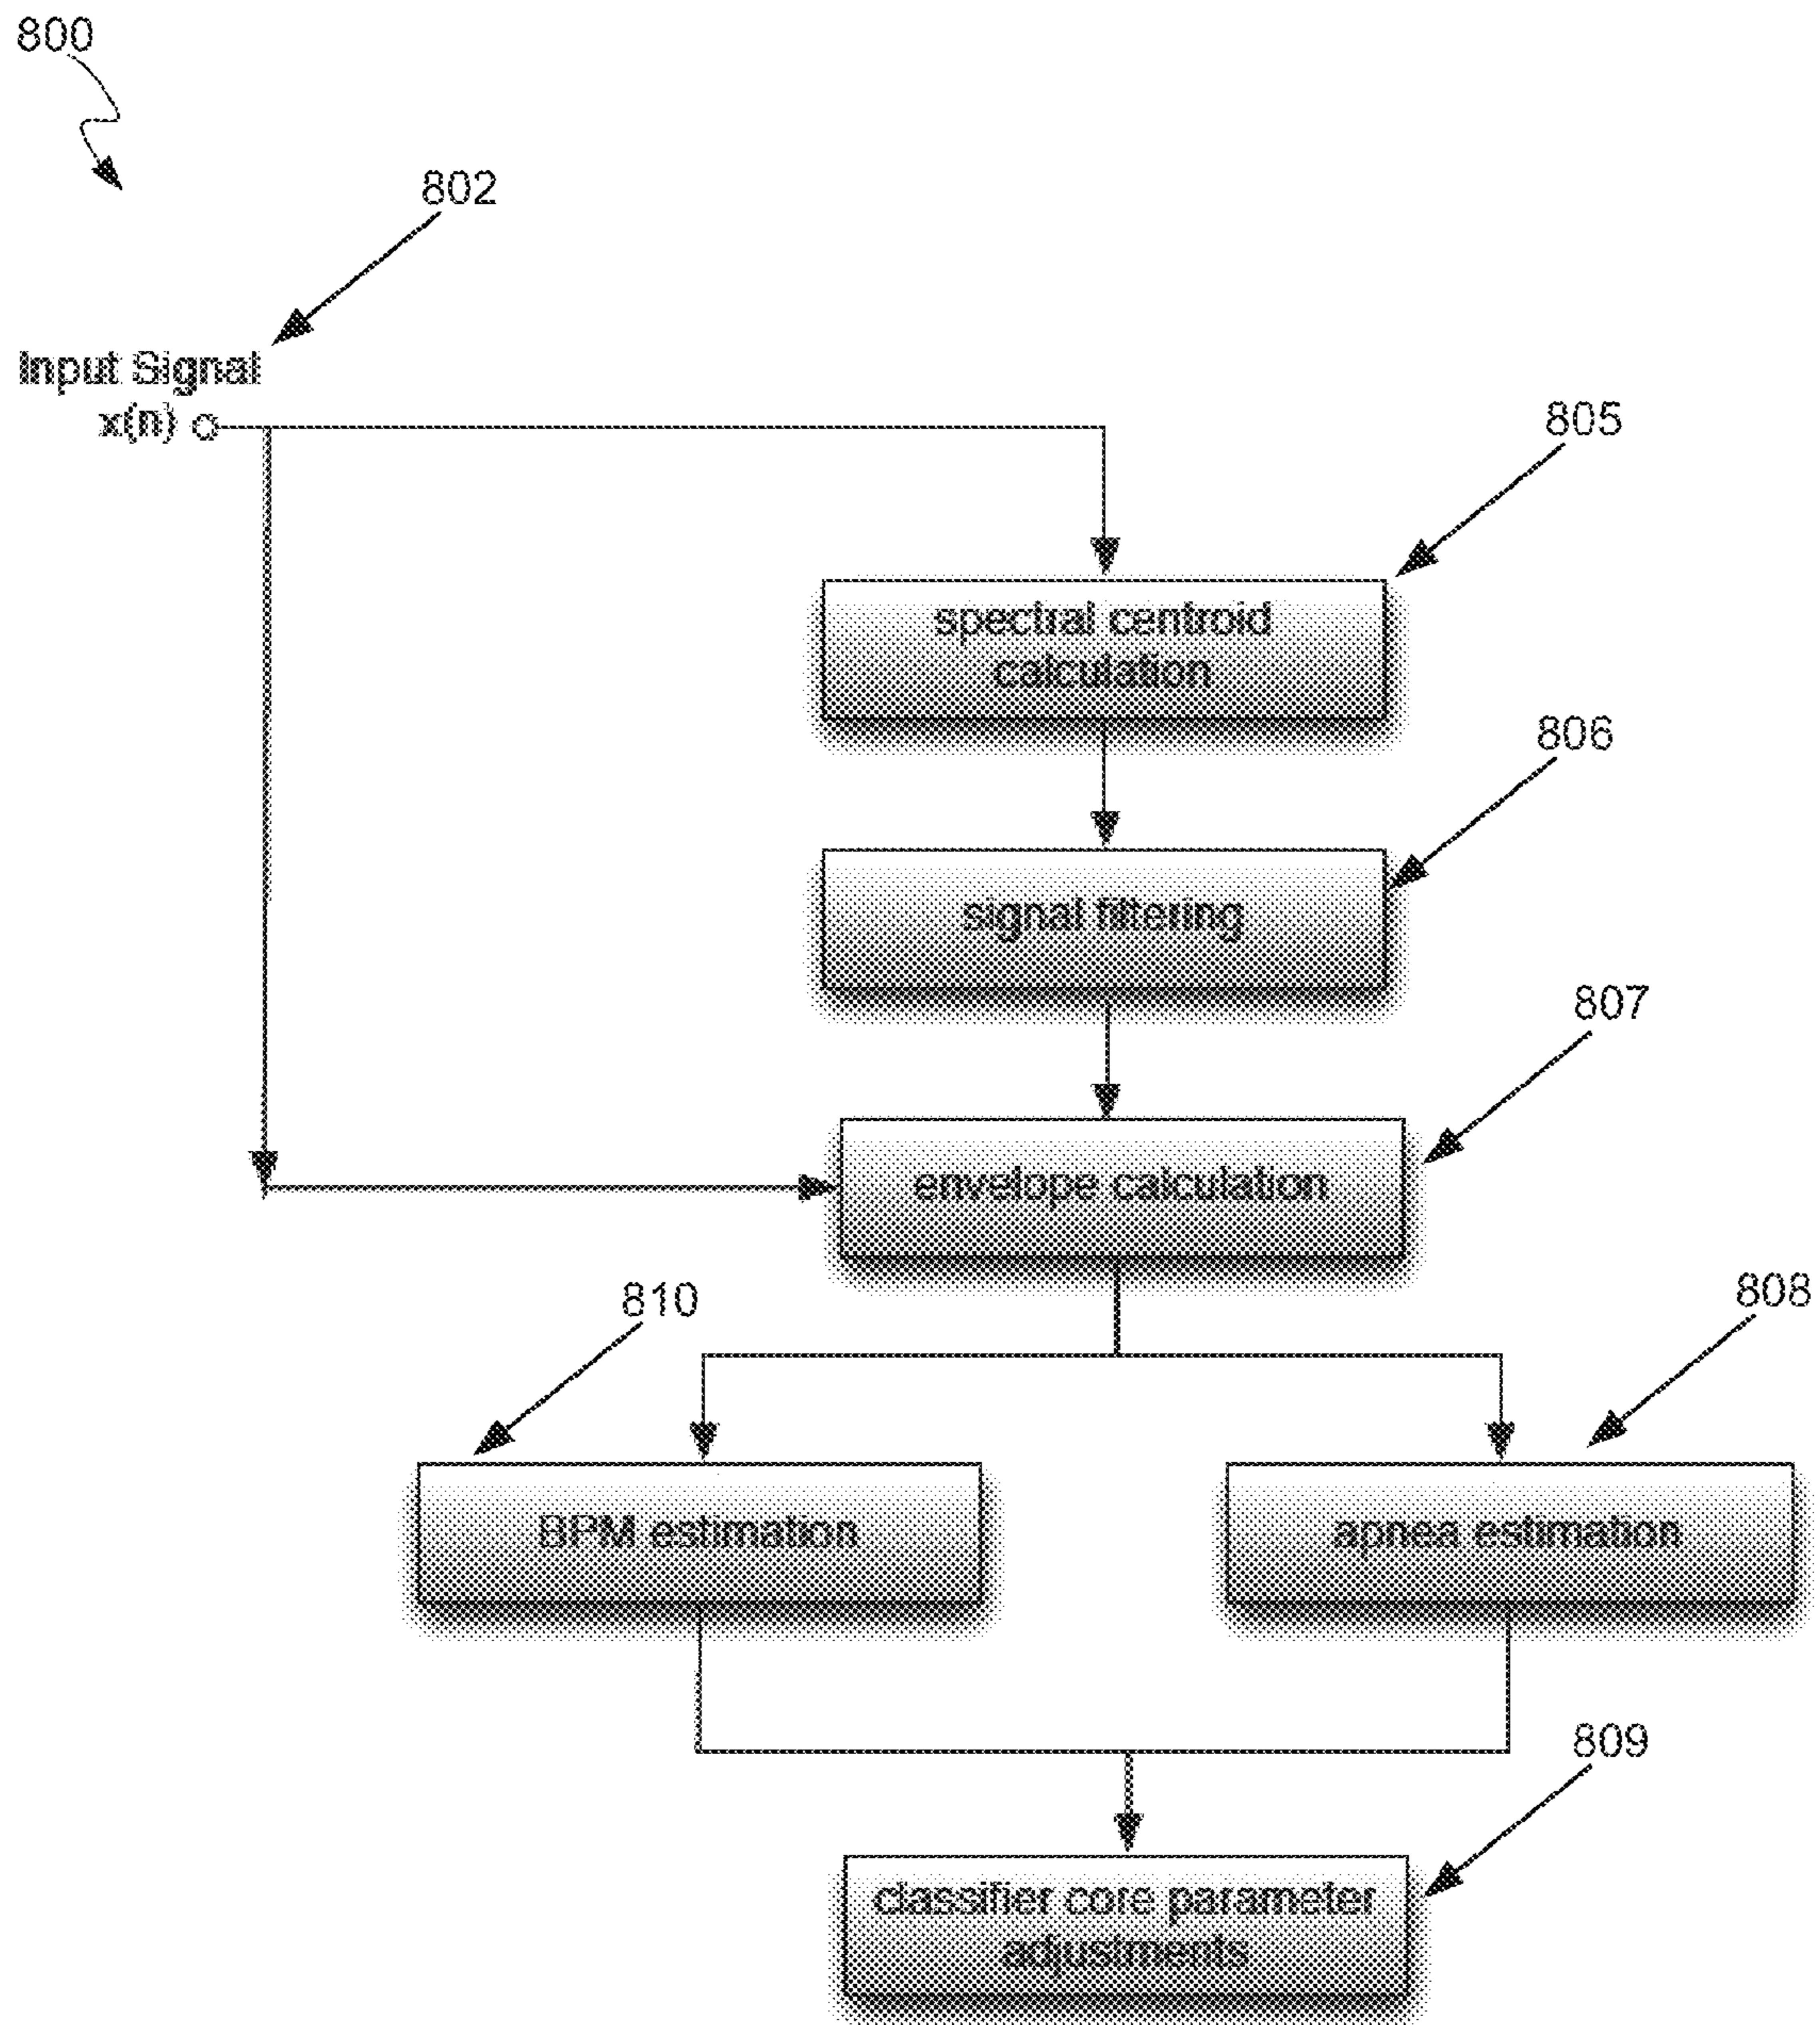 800
802
Input Signal
x(n)
805
spectral centroid
calculation
806
signal filtering
807
envelope calculation
810
808
BPM estimation
apnea estimation
809
classifier core parameter
adjustments